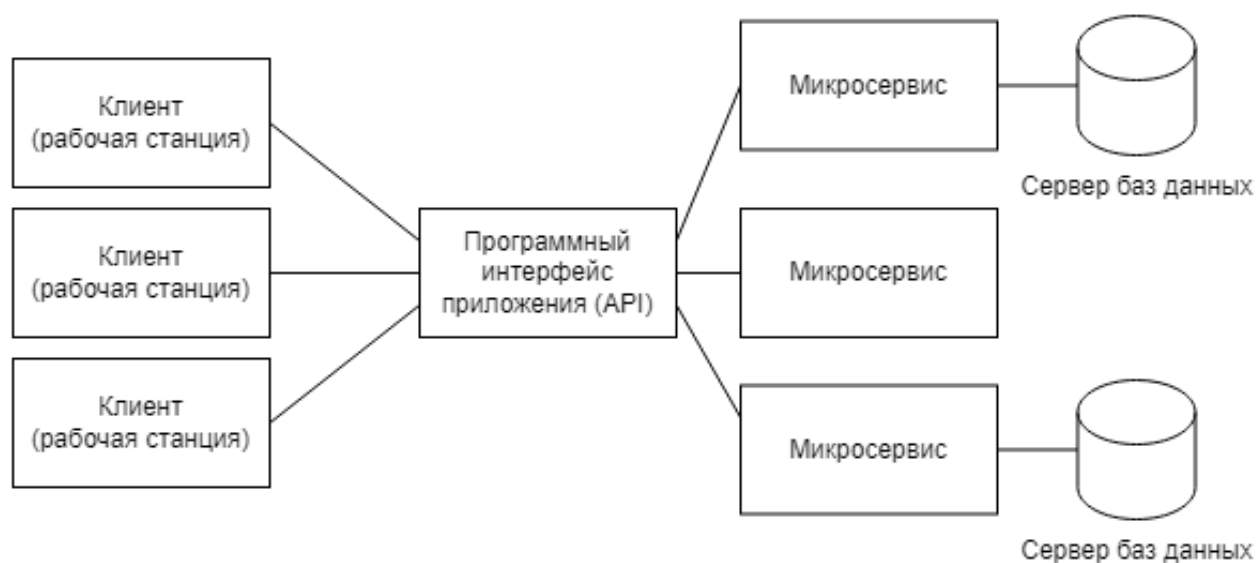 Клиент
(рабочая станция)
Клиент
(рабочая станция)
Клиент
(рабочая станция)
Программный
интерфейс
приложения (API)
Микросервис
Сервер баз данных
Микросервис
Микросервис
Сервер баз данных